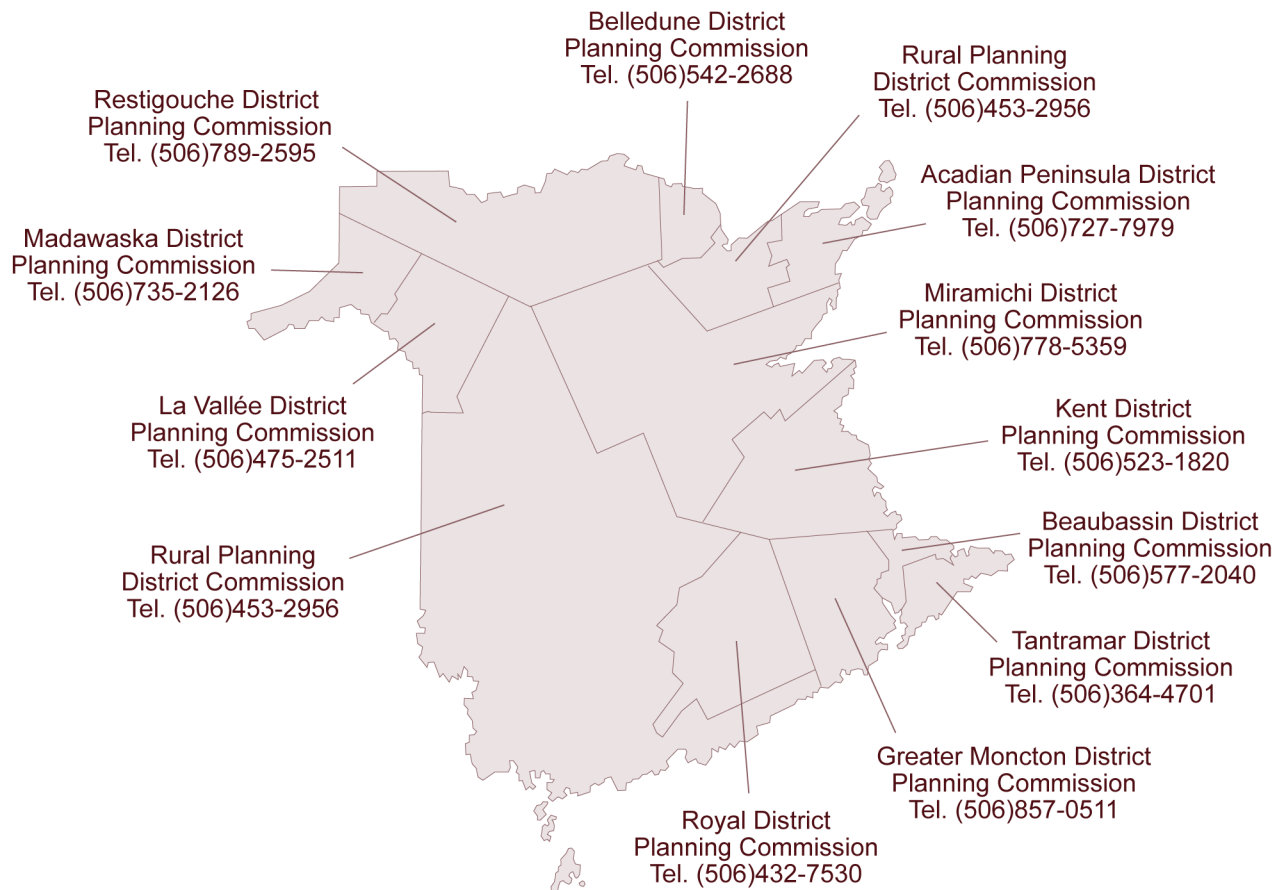 Belledune District
Planning Commission
Tel. (506)542-2688
Rural Planning
District Commission
Tel. (506)453-2956
Restigouche District
Planning Commission
Tel. (506)789-2595
Acadian Peninsula District
Planning Commission
Tel. (506)727-7979
Madawaska District
Planning Commission
Tel. (506)735-2126
Miramichi District
Planning Commission
Tel. (506)778-5359
La Vallée District
Planning Commission
Tel. (506)475-2511
Kent District
Planning Commission
Tel. (506)523-1820
Beaubassin District
Planning Commission
Tel. (506)577-2040
Rural Planning
District Commission
Tel. (506)453-2956
Tantramar District
Planning Commission
Tel. (506)364-4701
Greater Moncton District
Planning Commission
Tel. (506)857-0511
Royal District
Planning Commission
Tel. (506)432-7530